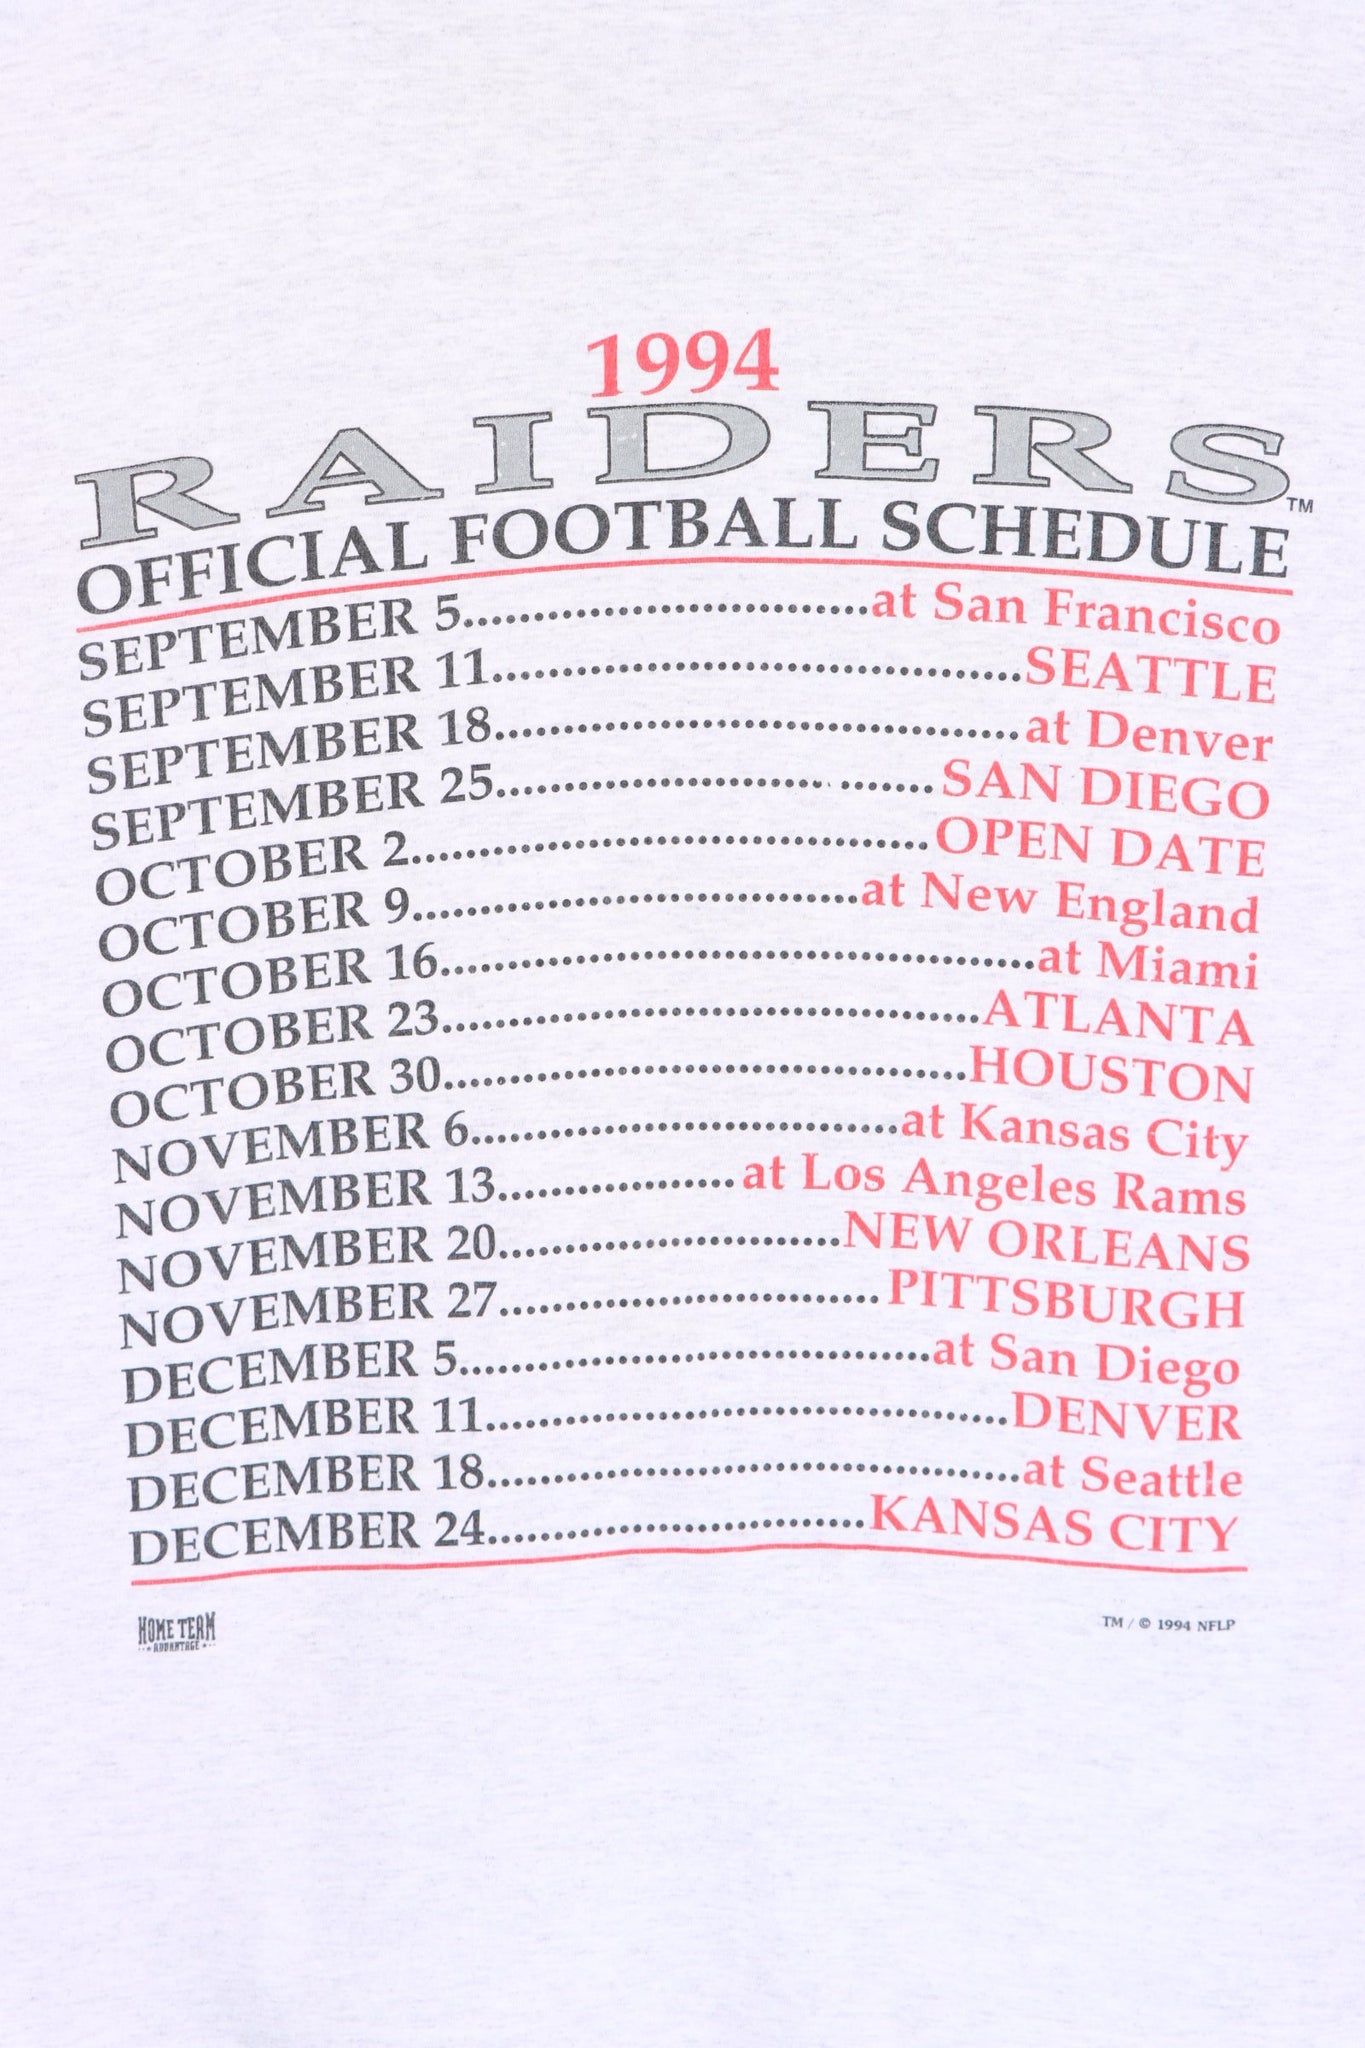 1994
RAIDERS™
OFFICIAL FOOTBALL SCHEDULE
SEPTEMBER 5..............................at San Francisco
SEPTEMBER 11.......................................SEATTLE
SEPTEMBER 18.......................................at Denver
SEPTEMBER 25................................SAN DIEGO
OCTOBER 2......................................OPEN DATE
OCTOBER 9.................................at New England
OCTOBER 16............................................at Miami
OCTOBER 23........................................ATLANTA
OCTOBER 30.......................................HOUSTON
NOVEMBER 6................................at Kansas City
NOVEMBER 13..................at Los Angeles Rams
NOVEMBER 20.........................NEW ORLEANS
NOVEMBER 27............................PITTSBURGH
DECEMBER 5...................................at San Diego
DECEMBER 11.......................................DENVER
DECEMBER 18.......................................at Seattle
DECEMBER 24............................KANSAS CITY
HOME TEAM
ADVANTAGE
TM / © 1994 NFLP